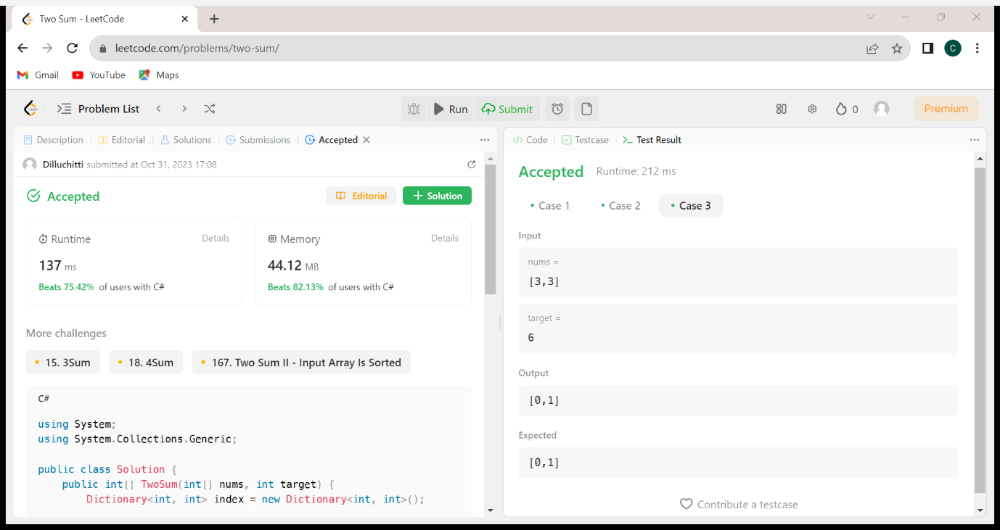 Two Sum - LeetCode
leetcode.com/problems/two-sum/
C
Gmail YouTube Maps
Problem List Run Submit 0 Premium
Description Editorial Solutions Submissions Accepted
Dilluchitti submitted at Oct 31, 2023 17:08
Accepted Editorial Solution
Runtime Details
137 ms
Beats 75.42% of users with C#
Memory Details
44.12 MB
Beats 82.13% of users with C#
More challenges
15. 3Sum 18. 4Sum 167. Two Sum II - Input Array Is Sorted
C#
using System;
using System.Collections.Generic;
public class Solution {
public int[] TwoSum(int[] nums, int target) {
Dictionary<int, int> index = new Dictionary<int, int>();
Code Testcase Test Result
Accepted Runtime: 212 ms
Case 1 Case 2 Case 3
Input
nums =
[3,3]
target =
6
Output
[0,1]
Expected
[0,1]
Contribute a testcase